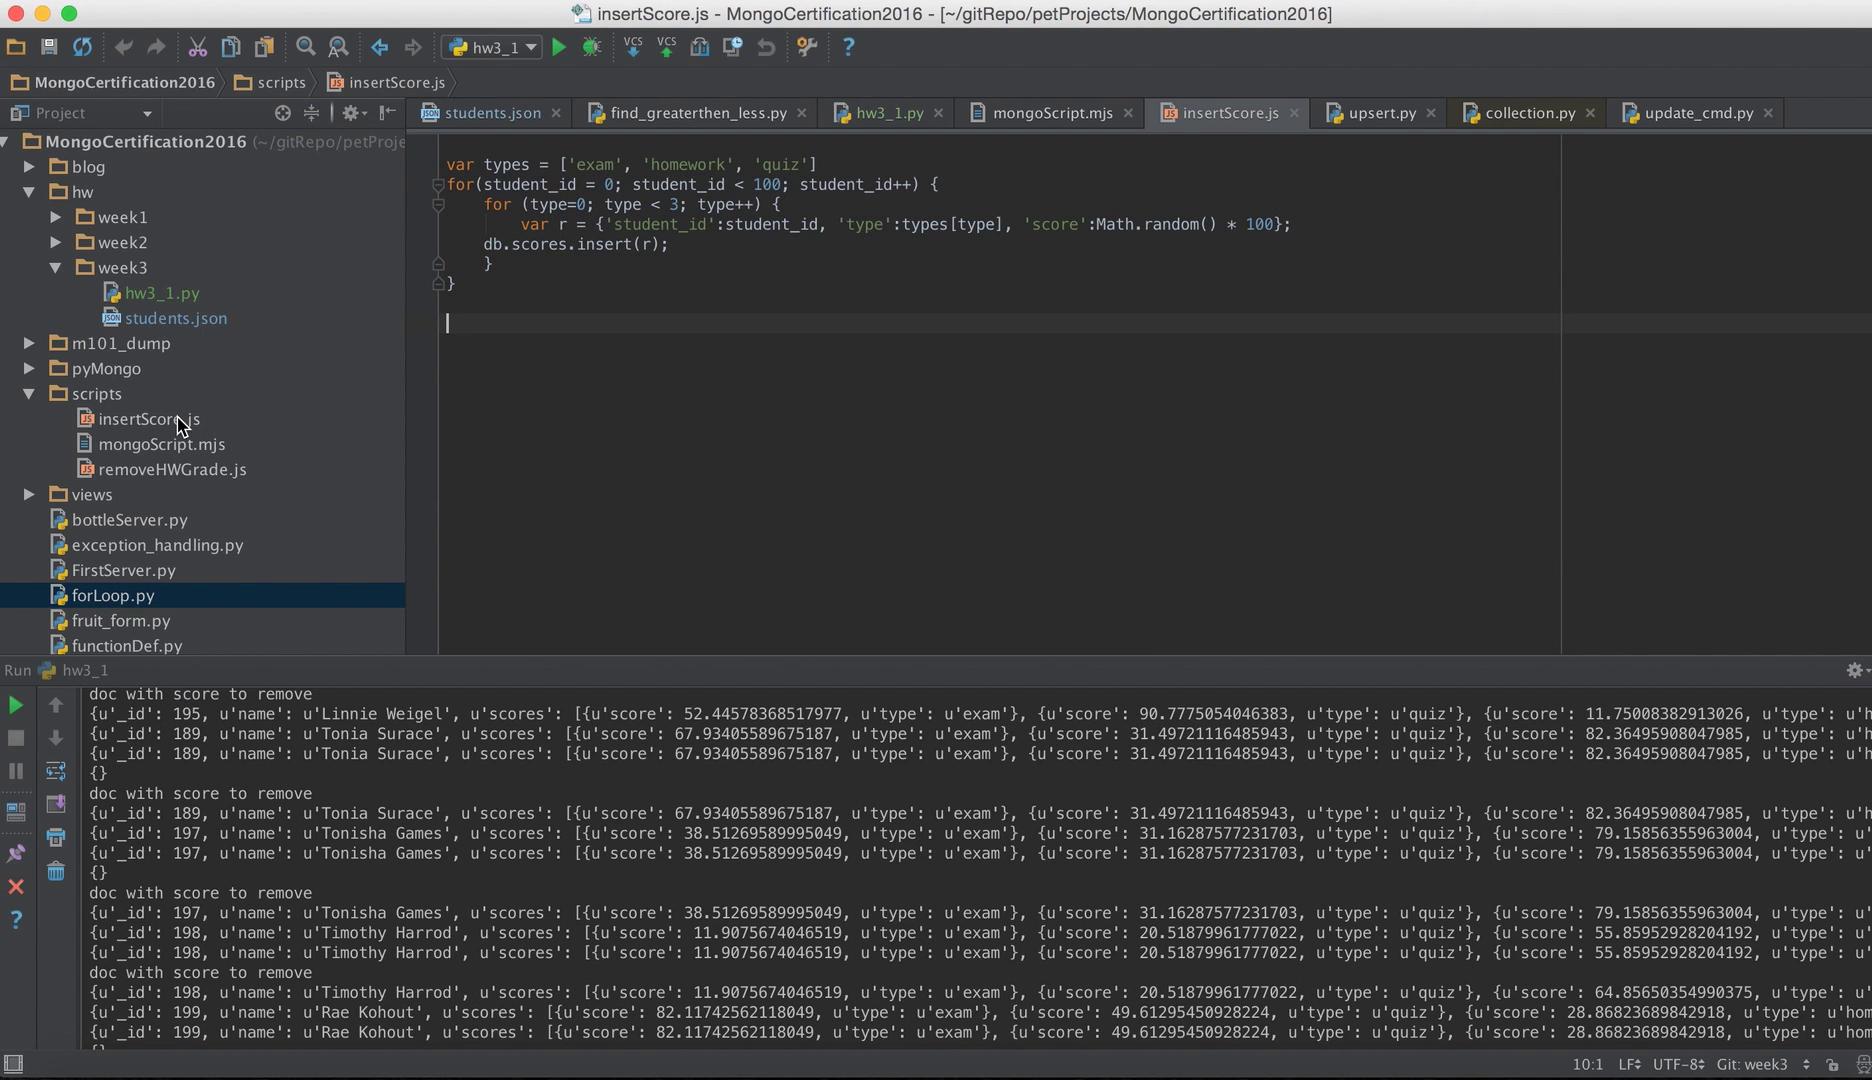 insertScore.js - MongoCertification2016 - [~/gitRepo/petProjects/MongoCertification2016]
hw3_1
VCS VCS
MongoCertification2016 scripts insertScore.js
Project
students.json find_greaterthen_less.py hw3_1.py mongoScript.mjs insertScore.js upsert.py collection.py update_cmd.py
MongoCertification2016 (~/gitRepo/petProje
blog
hw
week1
week2
week3
hw3_1.py
students.json
m101_dump
pyMongo
scripts
insertScore.js
mongoScript.mjs
removeHWGrade.js
views
bottleServer.py
exception_handling.py
FirstServer.py
forLoop.py
fruit_form.py
functionDef.py
var types = ['exam', 'homework', 'quiz']
for(student_id = 0; student_id < 100; student_id++) {
for (type=0; type < 3; type++) {
var r = {'student_id':student_id, 'type':types[type], 'score':Math.random() * 100};
db.scores.insert(r);
}
}
Run hw3_1
doc with score to remove
{u'_id': 195, u'name': u'Linnie Weigel', u'scores': [{u'score': 52.44578368517977, u'type': u'exam'}, {u'score': 90.7775054046383, u'type': u'quiz'}, {u'score': 11.75008382913026, u'type': u'h
{u'_id': 189, u'name': u'Tonia Surace', u'scores': [{u'score': 67.93405589675187, u'type': u'exam'}, {u'score': 31.49721116485943, u'type': u'quiz'}, {u'score': 82.36495908047985, u'type': u'
{u'_id': 189, u'name': u'Tonia Surace', u'scores': [{u'score': 67.93405589675187, u'type': u'exam'}, {u'score': 31.49721116485943, u'type': u'quiz'}, {u'score': 82.36495908047985, u'type': u'
{}
doc with score to remove
{u'_id': 189, u'name': u'Tonia Surace', u'scores': [{u'score': 67.93405589675187, u'type': u'exam'}, {u'score': 31.49721116485943, u'type': u'quiz'}, {u'score': 82.36495908047985, u'type': u'
{u'_id': 197, u'name': u'Tonisha Games', u'scores': [{u'score': 38.51269589995049, u'type': u'exam'}, {u'score': 31.16287577231703, u'type': u'quiz'}, {u'score': 79.15856355963004, u'type': u'
{u'_id': 197, u'name': u'Tonisha Games', u'scores': [{u'score': 38.51269589995049, u'type': u'exam'}, {u'score': 31.16287577231703, u'type': u'quiz'}, {u'score': 79.15856355963004, u'type': u'
{}
doc with score to remove
{u'_id': 197, u'name': u'Tonisha Games', u'scores': [{u'score': 38.51269589995049, u'type': u'exam'}, {u'score': 31.16287577231703, u'type': u'quiz'}, {u'score': 79.15856355963004, u'type': u'
{u'_id': 198, u'name': u'Timothy Harrod', u'scores': [{u'score': 11.9075674046519, u'type': u'exam'}, {u'score': 20.51879961777022, u'type': u'quiz'}, {u'score': 55.85952928204192, u'type': u'
{u'_id': 198, u'name': u'Timothy Harrod', u'scores': [{u'score': 11.9075674046519, u'type': u'exam'}, {u'score': 20.51879961777022, u'type': u'quiz'}, {u'score': 55.85952928204192, u'type': u'
doc with score to remove
{u'_id': 198, u'name': u'Timothy Harrod', u'scores': [{u'score': 11.9075674046519, u'type': u'exam'}, {u'score': 20.51879961777022, u'type': u'quiz'}, {u'score': 64.85650354990375, u'type': u'
{u'_id': 199, u'name': u'Rae Kohout', u'scores': [{u'score': 82.11742562118049, u'type': u'exam'}, {u'score': 49.61295450928224, u'type': u'quiz'}, {u'score': 28.86823689842918, u'type': u'hom
{u'_id': 199, u'name': u'Rae Kohout', u'scores': [{u'score': 82.11742562118049, u'type': u'exam'}, {u'score': 49.61295450928224, u'type': u'quiz'}, {u'score': 28.86823689842918, u'type': u'hom
10:1 LF UTF-8 Git: week3